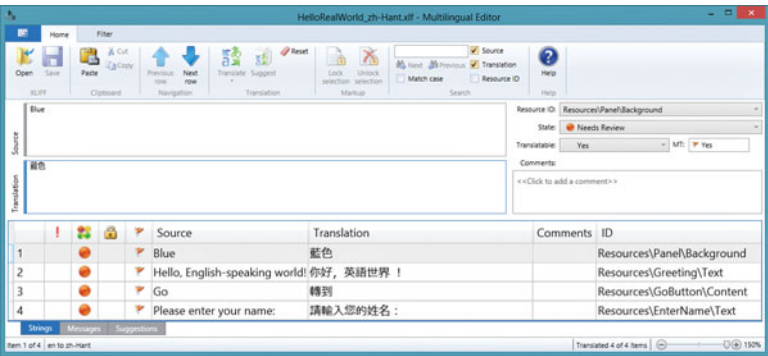 HelloRealWorld_zh-Hant.xlf - Multilingual Editor
Home Filter
Open Save Paste Cut Copy Previous row Next row Translate Suggest Reset Lock selection Unlock selection Next Previous Match case Source Translation Resource ID Help
XLIFF Clipboard Navigation Translation Markup Search Help
Source
Blue
Resource ID: Resources\Panel\Background
State: Needs Review
Translatable: Yes MT: Yes
Translation
藍色
Comments:
<<Click to add a comment>>
Source Translation Comments ID
1 Blue 藍色 Resources\Panel\Background
2 Hello, English-speaking world! 你好，英語世界 ！ Resources\Greeting\Text
3 Go 轉到 Resources\GoButton\Content
4 Please enter your name: 請輸入您的姓名： Resources\EnterName\Text
Strings Messages Suggestions
Item 1 of 4 en to zh-Hant Translated 4 of 4 items 150%